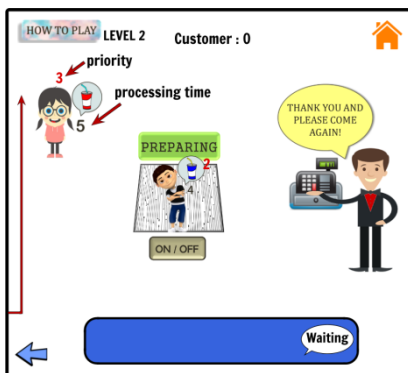 HOW TO PLAY
LEVEL 2
Customer : 0
priority
3
processing time
5
THANK YOU AND
PLEASE COME
AGAIN!
PREPARING
2
4
ON / OFF
Waiting